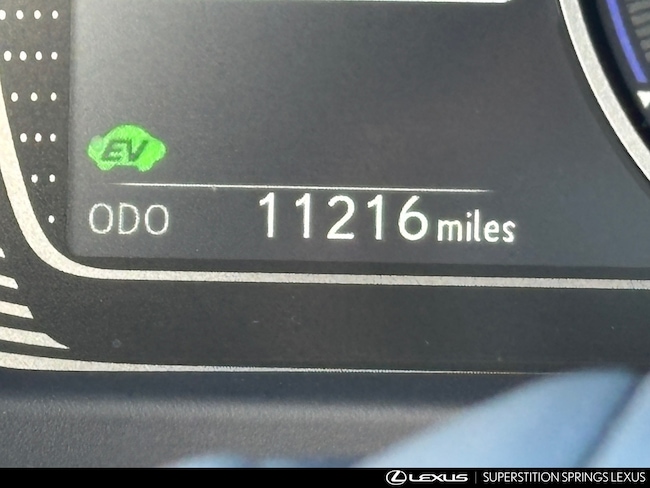 EV
ODO 11216 miles
LEXUS | SUPERSTITION SPRINGS LEXUS